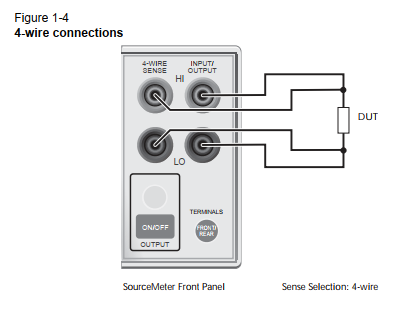 Figure 1-4
4-wire connections
4-WIRE
SENSE
INPUT/
OUTPUT
HI
DUT
LO
TERMINALS
ON/OFF
FRONT/
REAR
OUTPUT
SourceMeter Front Panel
Sense Selection: 4-wire